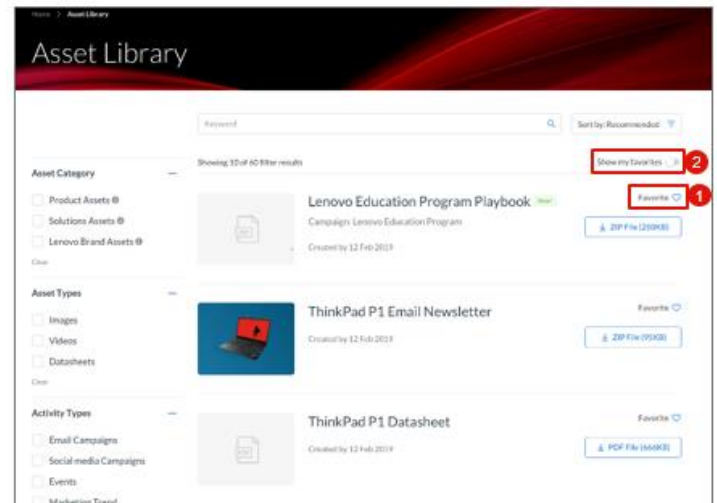 Home > Asset Library
Asset Library
Keyword
Sort by: Recommended
Showing 10 of 60 filter results
Show my favorites
2
Asset Category
Product Assets
Solutions Assets
Lenovo Brand Assets
Clear
Lenovo Education Program Playbook
Campaign: Lenovo Education Program
Created by 12 Feb 2019
Favorite
1
ZIP File (250KB)
Asset Types
Images
Videos
Datasheets
Clear
ThinkPad P1 Email Newsletter
Created by 12 Feb 2019
Favorite
ZIP File (95KB)
Activity Types
Email Campaigns
Social media Campaigns
Events
Marketing Trend
ThinkPad P1 Datasheet
Created by 12 Feb 2019
Favorite
PDF File (666KB)